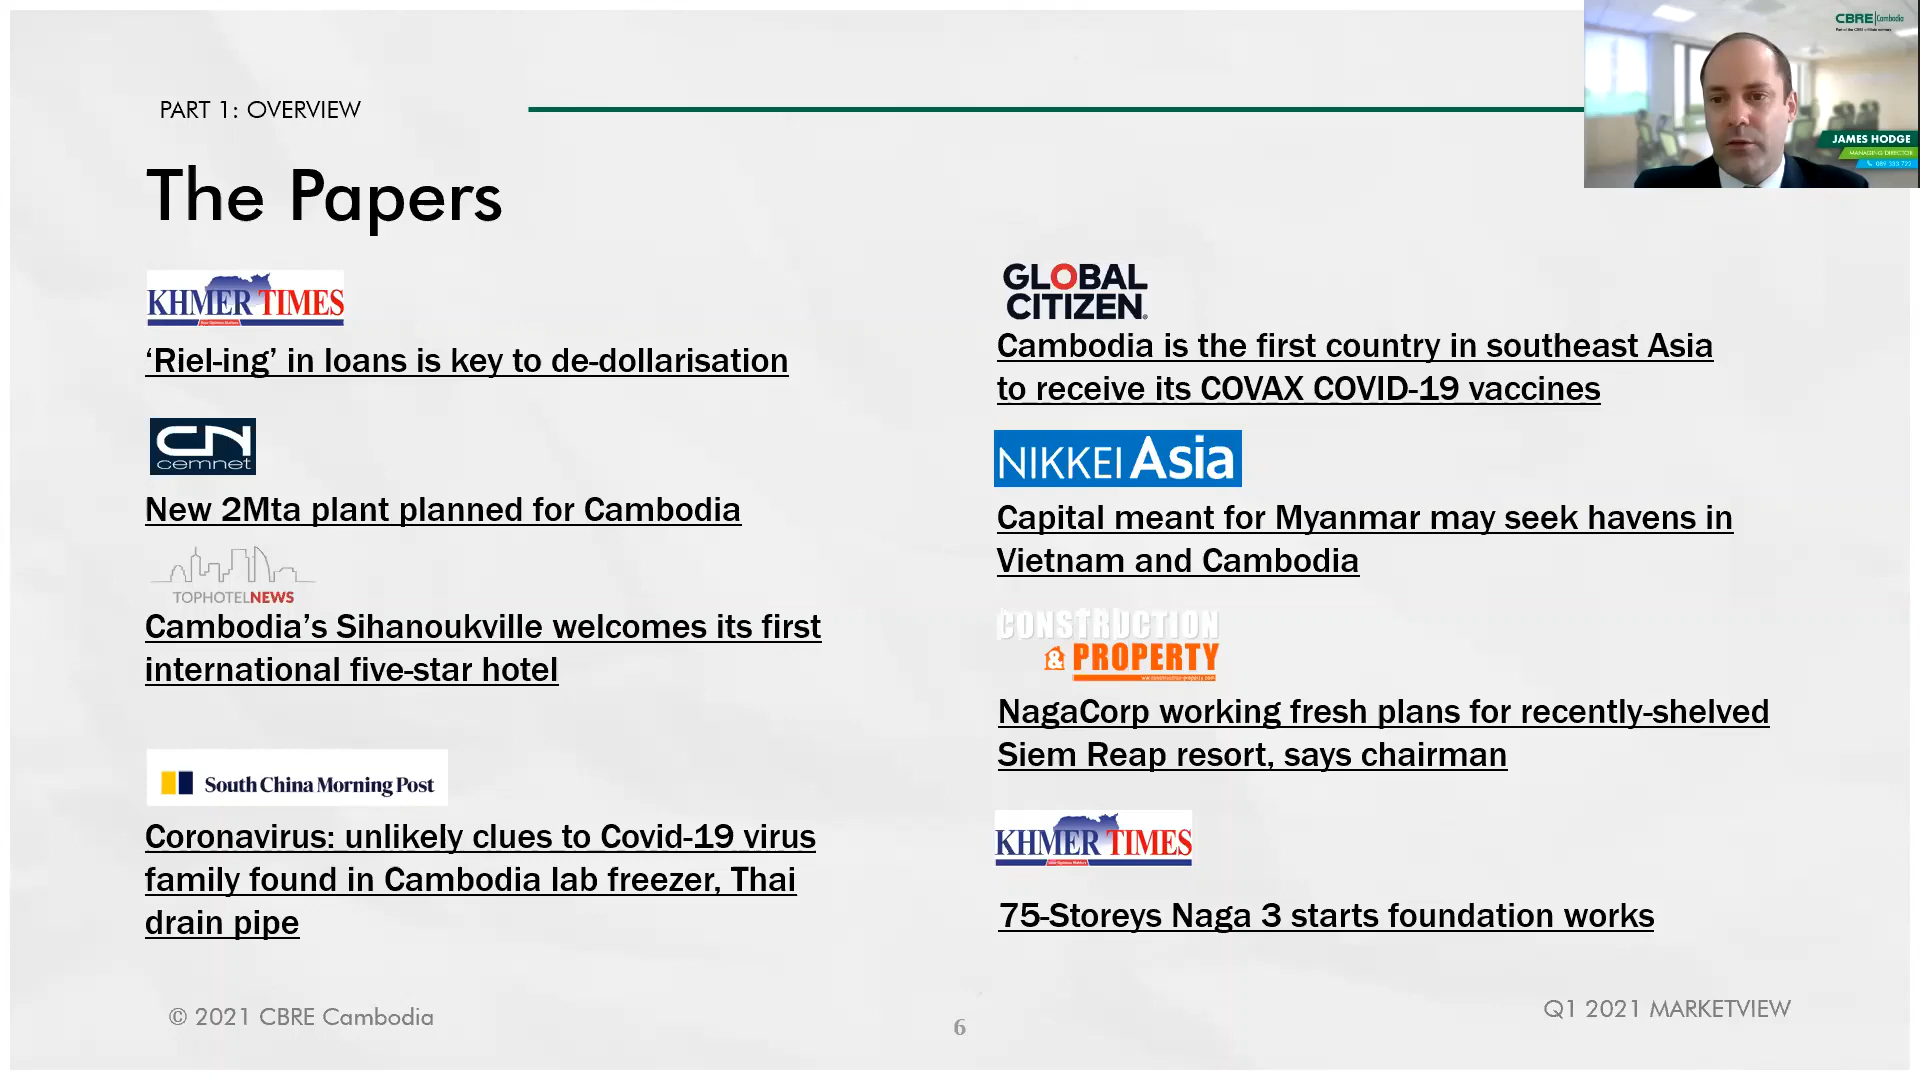 PART 1: OVERVIEW
The Papers
KHMER TIMES
‘Riel-ing’ in loans is key to de-dollarisation
CN
cemnet
New 2Mta plant planned for Cambodia
TOPHOTELNEWS
Cambodia’s Sihanoukville welcomes its first
international five-star hotel
South China Morning Post
Coronavirus: unlikely clues to Covid-19 virus
family found in Cambodia lab freezer, Thai
drain pipe
GLOBAL
CITIZEN®
Cambodia is the first country in southeast Asia
to receive its COVAX COVID-19 vaccines
NIKKEI Asia
Capital meant for Myanmar may seek havens in
Vietnam and Cambodia
CONSTRUCTION
& PROPERTY
www.construction-property.com
NagaCorp working fresh plans for recently-shelved
Siem Reap resort, says chairman
KHMER TIMES
75-Storeys Naga 3 starts foundation works
CBRE Cambodia
JAMES HODGE
MANAGING DIRECTOR
089 333 722
© 2021 CBRE Cambodia
6
Q1 2021 MARKETVIEW